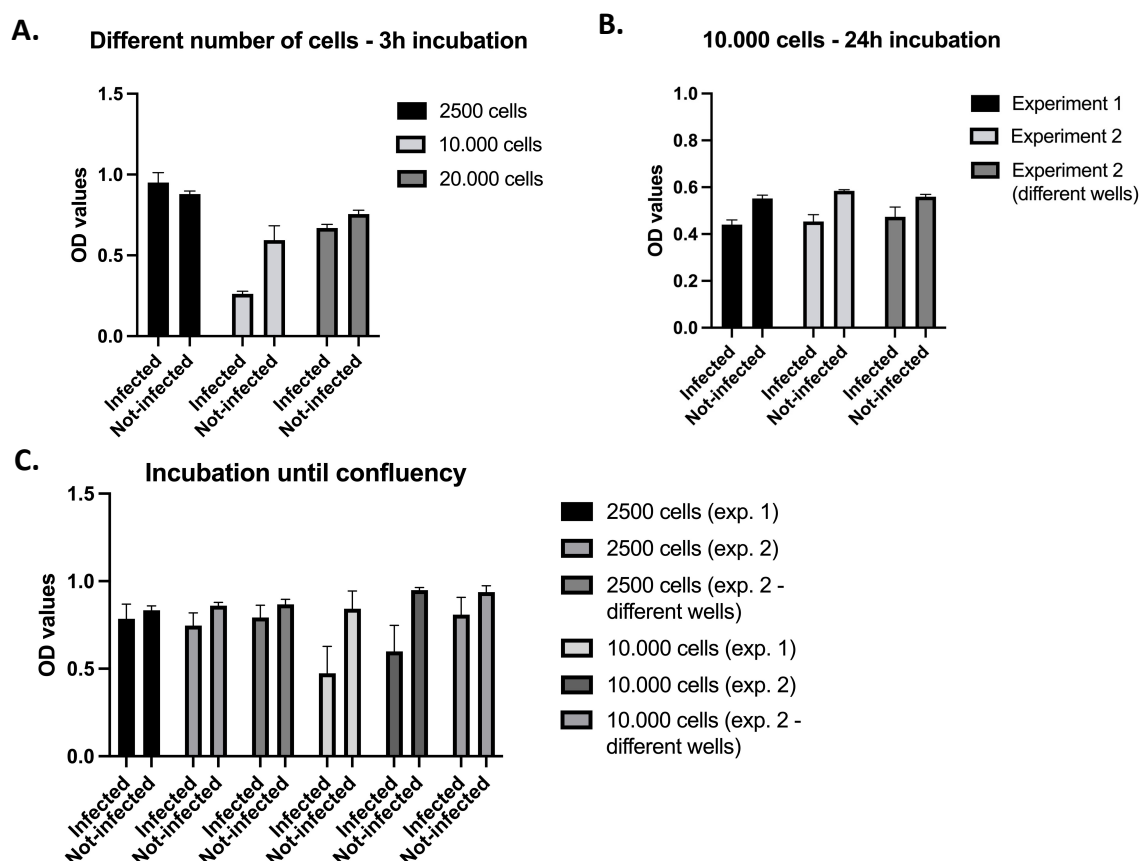 A.
Different number of cells - 3h incubation
1.5
1.0
0.5
0.0
OD values
Infected
Not-infected
Infected
Not-infected
Infected
Not-infected
2500 cells
10.000 cells
20.000 cells
B.
10.000 cells - 24h incubation
1.0
0.8
0.6
0.4
0.2
0.0
OD values
Infected
Not-infected
Infected
Not-infected
Infected
Not-infected
Experiment 1
Experiment 2
Experiment 2
(different wells)
C.
Incubation until confluency
1.5
1.0
0.5
0.0
OD values
Infected
Not-infected
Infected
Not-infected
Infected
Not-infected
Infected
Not-infected
Infected
Not-infected
Infected
Not-infected
2500 cells (exp. 1)
2500 cells (exp. 2)
2500 cells (exp. 2 -
different wells)
10.000 cells (exp. 1)
10.000 cells (exp. 2)
10.000 cells (exp. 2 -
different wells)